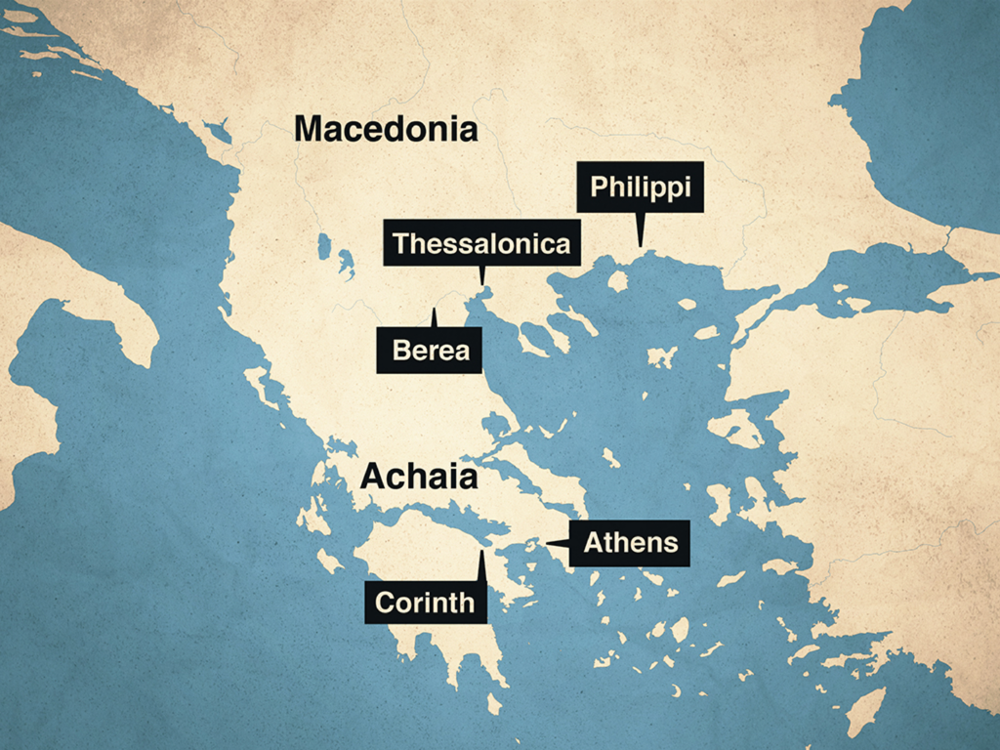 Macedonia
Philippi
Thessalonica
Berea
Achaia
Athens
Corinth